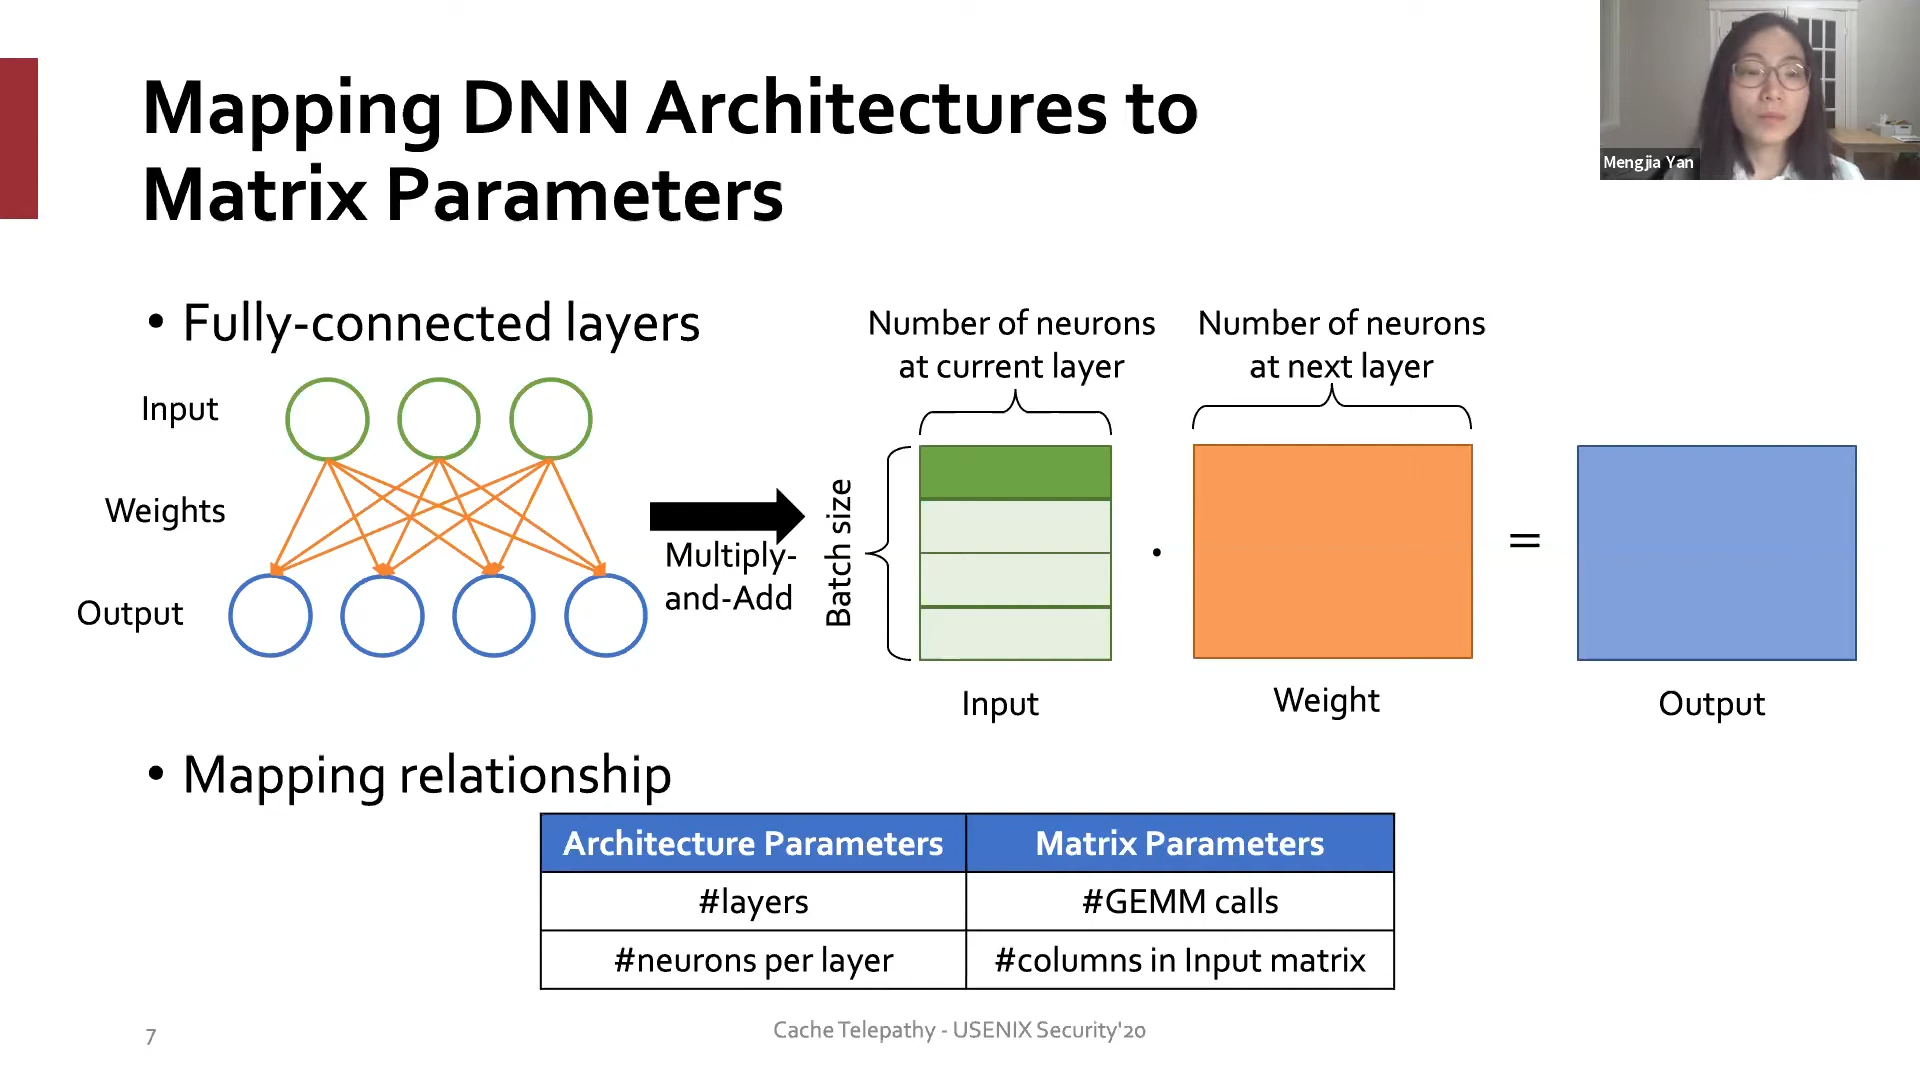 Mapping DNN Architectures to
Matrix Parameters
Mengjia Yan
• Fully-connected layers
Input
Weights
Output
Multiply-
and-Add
Batch size
Number of neurons
at current layer
Number of neurons
at next layer
Input
·
Weight
=
Output
• Mapping relationship
Architecture Parameters Matrix Parameters
#layers #GEMM calls
#neurons per layer #columns in Input matrix
7
Cache Telepathy - USENIX Security'20